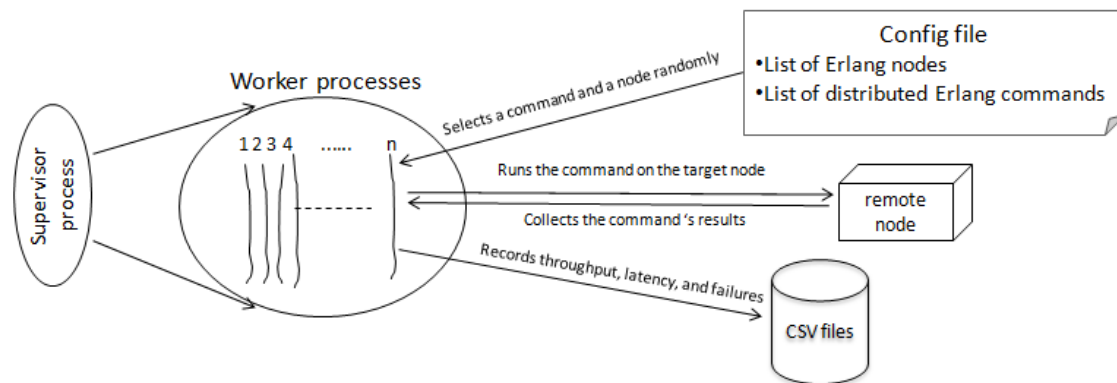 Config file
•List of Erlang nodes
•List of distributed Erlang commands
Worker processes
Selects a command and a node randomly
Supervisor
process
1 2 3 4 ...... n
Runs the command on the target node
Collects the command 's results
remote
node
Records throughput, latency, and failures
CSV files